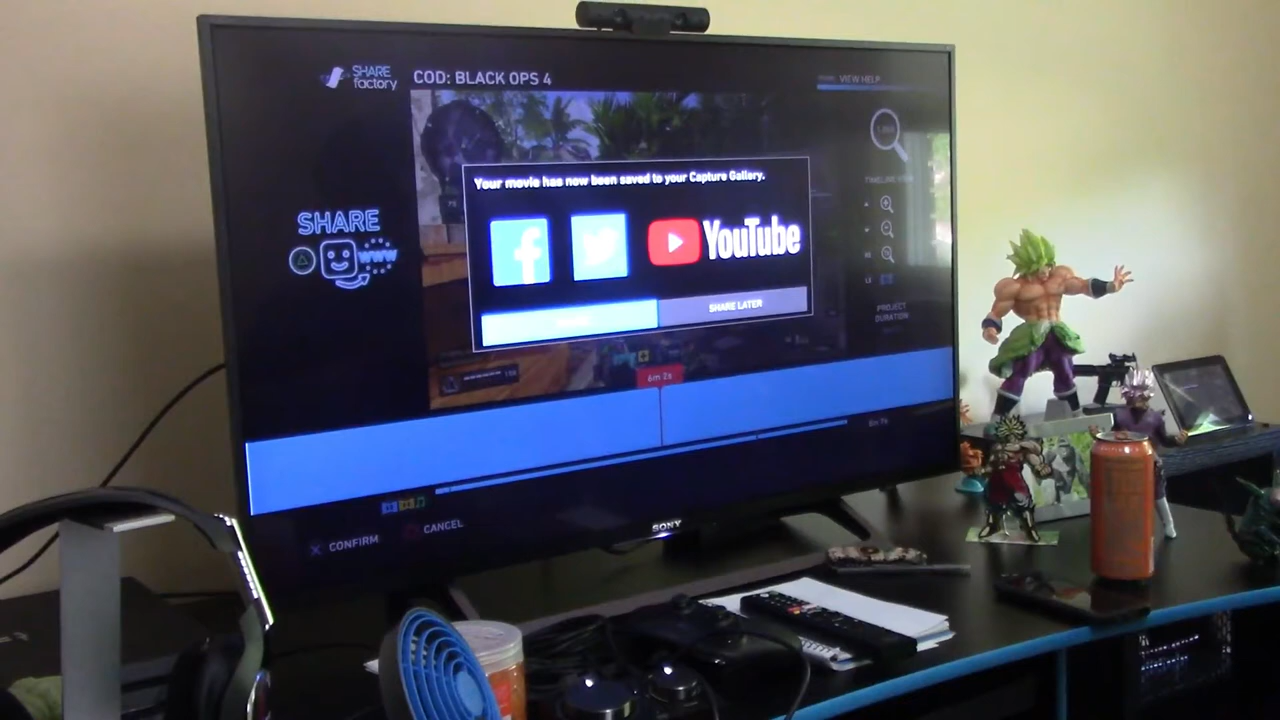 SHARE
factory
COD: BLACK OPS 4
VIEW HELP
Your movie has now been saved to your Capture Gallery.
SHARE
www
YouTube
SHARE LATER
PROJECT
DURATION
6m 2s
CONFIRM
CANCEL
SONY